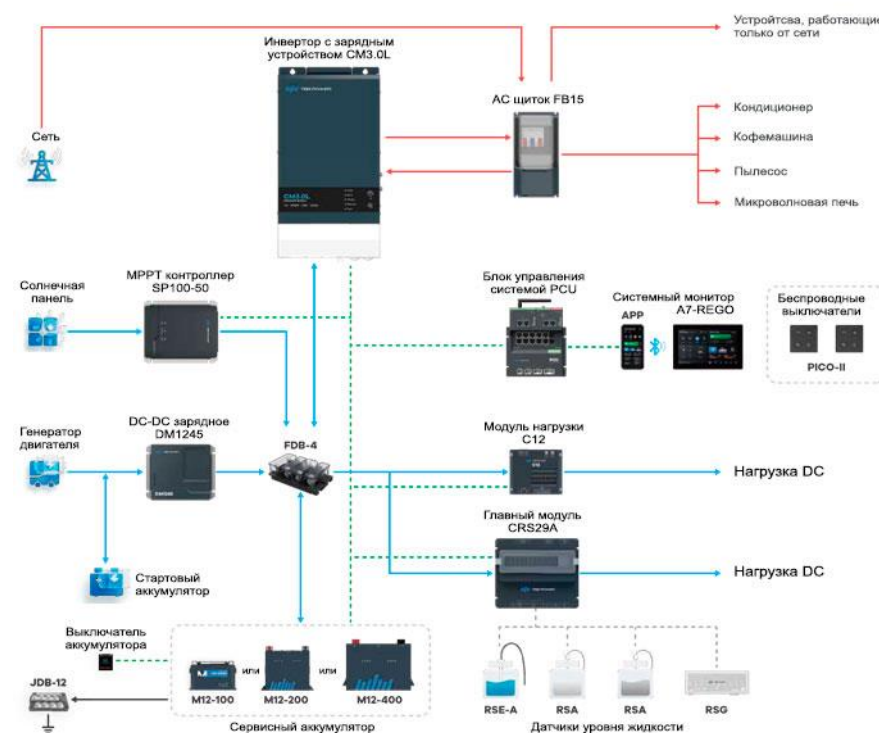 Устройтсва, работающие
только от сети
Инвертор с зарядным
устройством CM3.0L
AC щиток FB15
Сеть
Кондиционер
Кофемашина
Пылесос
Микроволновая печь
CM3.0L
MPPT контроллер
SP100-50
Солнечная
панель
Блок управления
системой PCU
Системный монитор
A7-REGO
APP
Беспроводные
выключатели
PICO-II
DC-DC зарядное
DM1245
Генератор
двигателя
FDB-4
Модуль нагрузки
C12
Нагрузка DC
Главный модуль
CRS29A
Нагрузка DC
Стартовый
аккумулятор
Выключатель
аккумулятора
JDB-12
или
или
M12-100
M12-200
M12-400
Сервисный аккумулятор
RSE-A
RSA
RSA
RSG
Датчики уровня жидкости